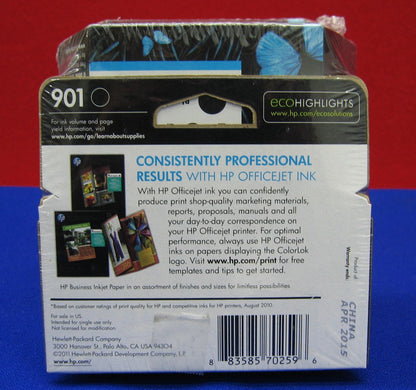 901
For ink volume and page
yield information, visit
www.hp.com/go/learnaboutsupplies
ecoHIGHLIGHTS
www.hp.com/ecosolutions
CONSISTENTLY PROFESSIONAL
RESULTS WITH HP OFFICEJET INK
With HP Officejet ink you can confidently
produce print shop-quality marketing materials,
reports, proposals, manuals and all of
your day-to-day correspondence on
your HP Officejet printer. For optimal
performance, always use HP Officejet
inks on papers displaying the ColorLok
logo. Visit www.hp.com/print for free
templates and tips to get started.
HP Business Inkjet Paper in an assortment of finishes and sizes for limitless possibilities
*Based on customer ratings of print quality for HP and competitive inks for HP printers, August 2010.
For sale in US.
Intended for single use only.
Not licensed for modification.
Hewlett-Packard Company
3000 Hanover St., Palo Alto, CA USA 94304
©2011 Hewlett-Packard Development Company, L.P.
www.hp.com
8 83585 70259 6
Product of
Warranty ends:
CHINA
APR 2015